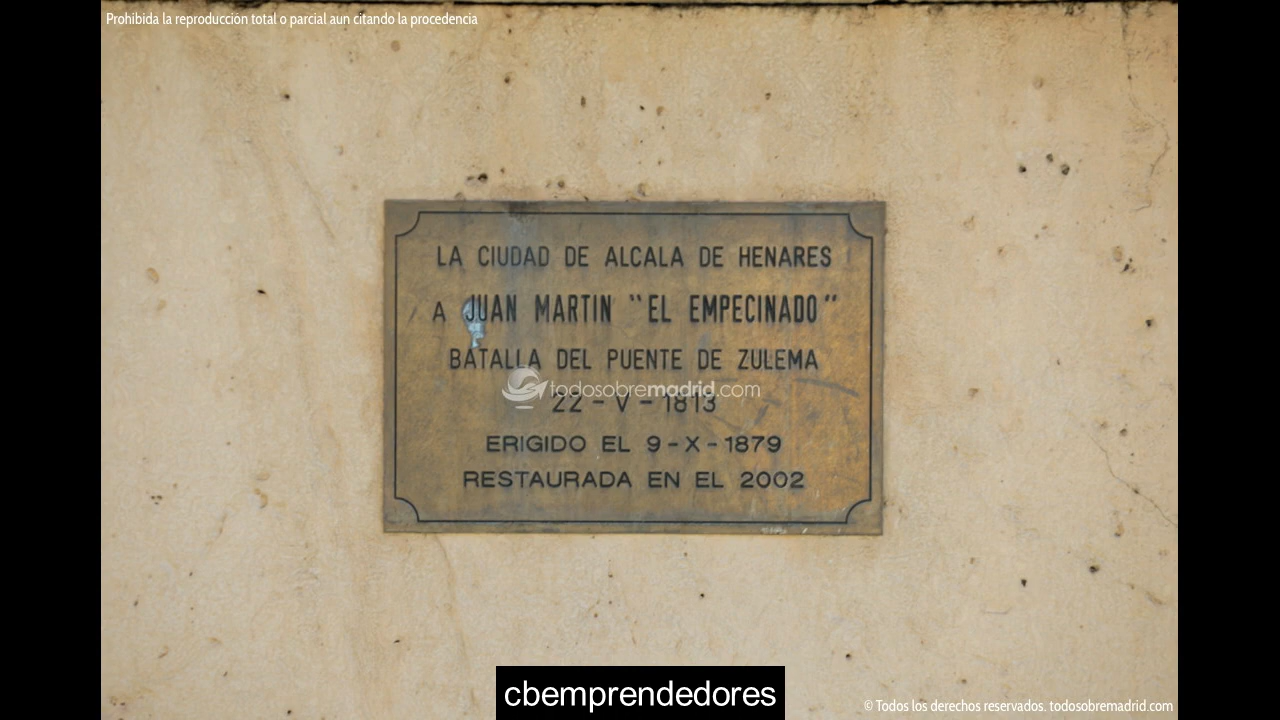 Prohibida la reproducción total o parcial aun citando la procedencia
LA CIUDAD DE ALCALA DE HENARES
A JUAN MARTIN "EL EMPECINADO"
BATALLA DEL PUENTE DE ZULEMA
todosobremadrid.com
22-V-1813
ERIGIDO EL 9-X-1879
RESTAURADA EN EL 2002
cbemprendedores
© Todos los derechos reservados. todosobremadrid.com